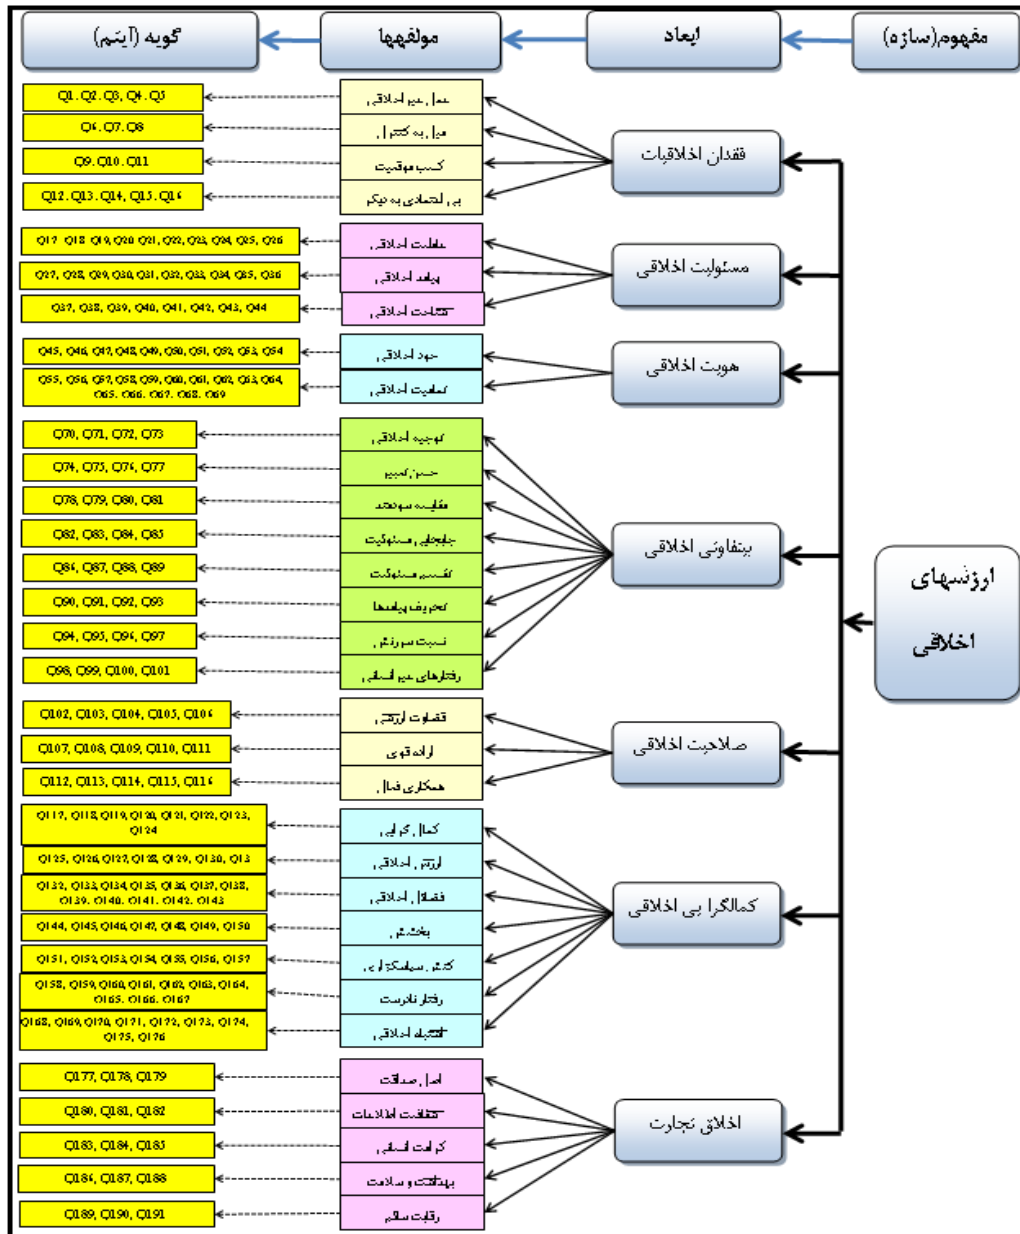 مفهوم(سازه)
ابعاد
مولفهها
گویه (آیتم)
ارزشهای
اخلاقی
فقدان اخلاقیات
عمل غیر اخلاقی
Q1. Q2. Q3, Q4. Q5
میل به کنترل
Q6. Q7. Q8
کسب موقعیت
Q9. Q10. Q11
بی اعتمادی به دیگر
Q12. Q13. Q14, Q15. Q16
مسئولیت اخلاقی
عاملیت اخلاقی
Q17 Q18 Q19, Q20 Q21, Q22, Q23, Q24, Q25, Q26
پیامد اخلاقی
Q27, Q28, Q29, Q30, Q31, Q32, Q33, Q34, Q35, Q36
شناخت اخلاقی
Q37, Q38, Q39, Q40, Q41, Q42, Q43, Q44
هویت اخلاقی
خود اخلاقی
Q45, Q46, Q47, Q48, Q49, Q50, Q51, Q52, Q53, Q54
تمامیت اخلاقی
Q55, Q56, Q57, Q58, Q59, Q60, Q61, Q62, Q63, Q64,
Q65. Q66. Q67. Q68. Q69
بیتفاوتی اخلاقی
توجیه اخلاقی
Q70, Q71, Q72, Q73
حسن تعبیر
Q74, Q75, Q76, Q77
مقایسه سودمند
Q78, Q79, Q80, Q81
جابجایی مسئولیت
Q82, Q83, Q84, Q85
تقسیم مسئولیت
Q86, Q87, Q88, Q89
تحریف پیامدها
Q90, Q91, Q92, Q93
نسبت سرزنش
Q94, Q95, Q96, Q97
رفتارهای غیر انسانی
Q98, Q99, Q100, Q101
صلاحیت اخلاقی
قضاوت ارزشی
Q102, Q103, Q104, Q105, Q106
اراده قوی
Q107, Q108, Q109, Q110, Q111
همکاری فعال
Q112, Q113, Q114, Q115, Q116
کمالگرا یی اخلاقی
کمال گرایی
Q117, Q118, Q119, Q120, Q121, Q122, Q123,
Q124
ارزش اخلاقی
Q125, Q126, Q127, Q128, Q129, Q130, Q13
فضائل اخلاقی
Q132, Q133, Q134, Q135, Q136, Q137, Q138,
Q139. Q140. Q141. Q142. Q143
بخشش
Q144, Q145, Q146, Q147, Q148, Q149, Q150
کنش سپاسگزاری
Q151, Q152, Q153, Q154, Q155, Q156, Q157
رفتار نادرست
Q158, Q159, Q160, Q161, Q162, Q163, Q164,
Q165. Q166. Q167
اشتباه اخلاقی
Q168, Q169, Q170, Q171, Q172, Q173, Q174,
Q175, Q176
اخلاق تجارت
اصل صداقت
Q177, Q178, Q179
شفافیت اطلاعات
Q180, Q181, Q182
کرامت انسانی
Q183, Q184, Q185
بهداشت و سلامت
Q186, Q187, Q188
رقابت سالم
Q189, Q190, Q191